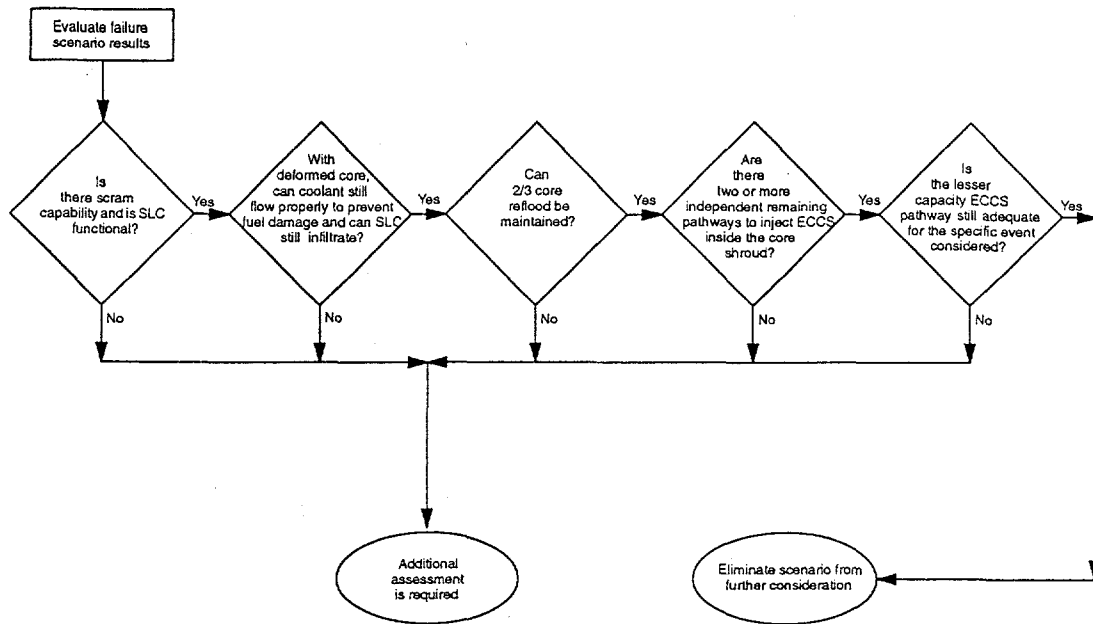 Evaluate failure
scenario results
Is
there scram
capability and is SLC
functional?
Yes
No
With
deformed core,
can coolant still
flow properly to prevent
fuel damage and can SLC
still infiltrate?
Yes
No
Can
2/3 core
reflood be
maintained?
Yes
No
Are
there
two or more
independent remaining
pathways to inject ECCS
inside the core
shroud?
Yes
No
Is
the lesser
capacity ECCS
pathway still adequate
for the specific event
considered?
Yes
No
Additional
assessment
is required
Eliminate scenario from
further consideration